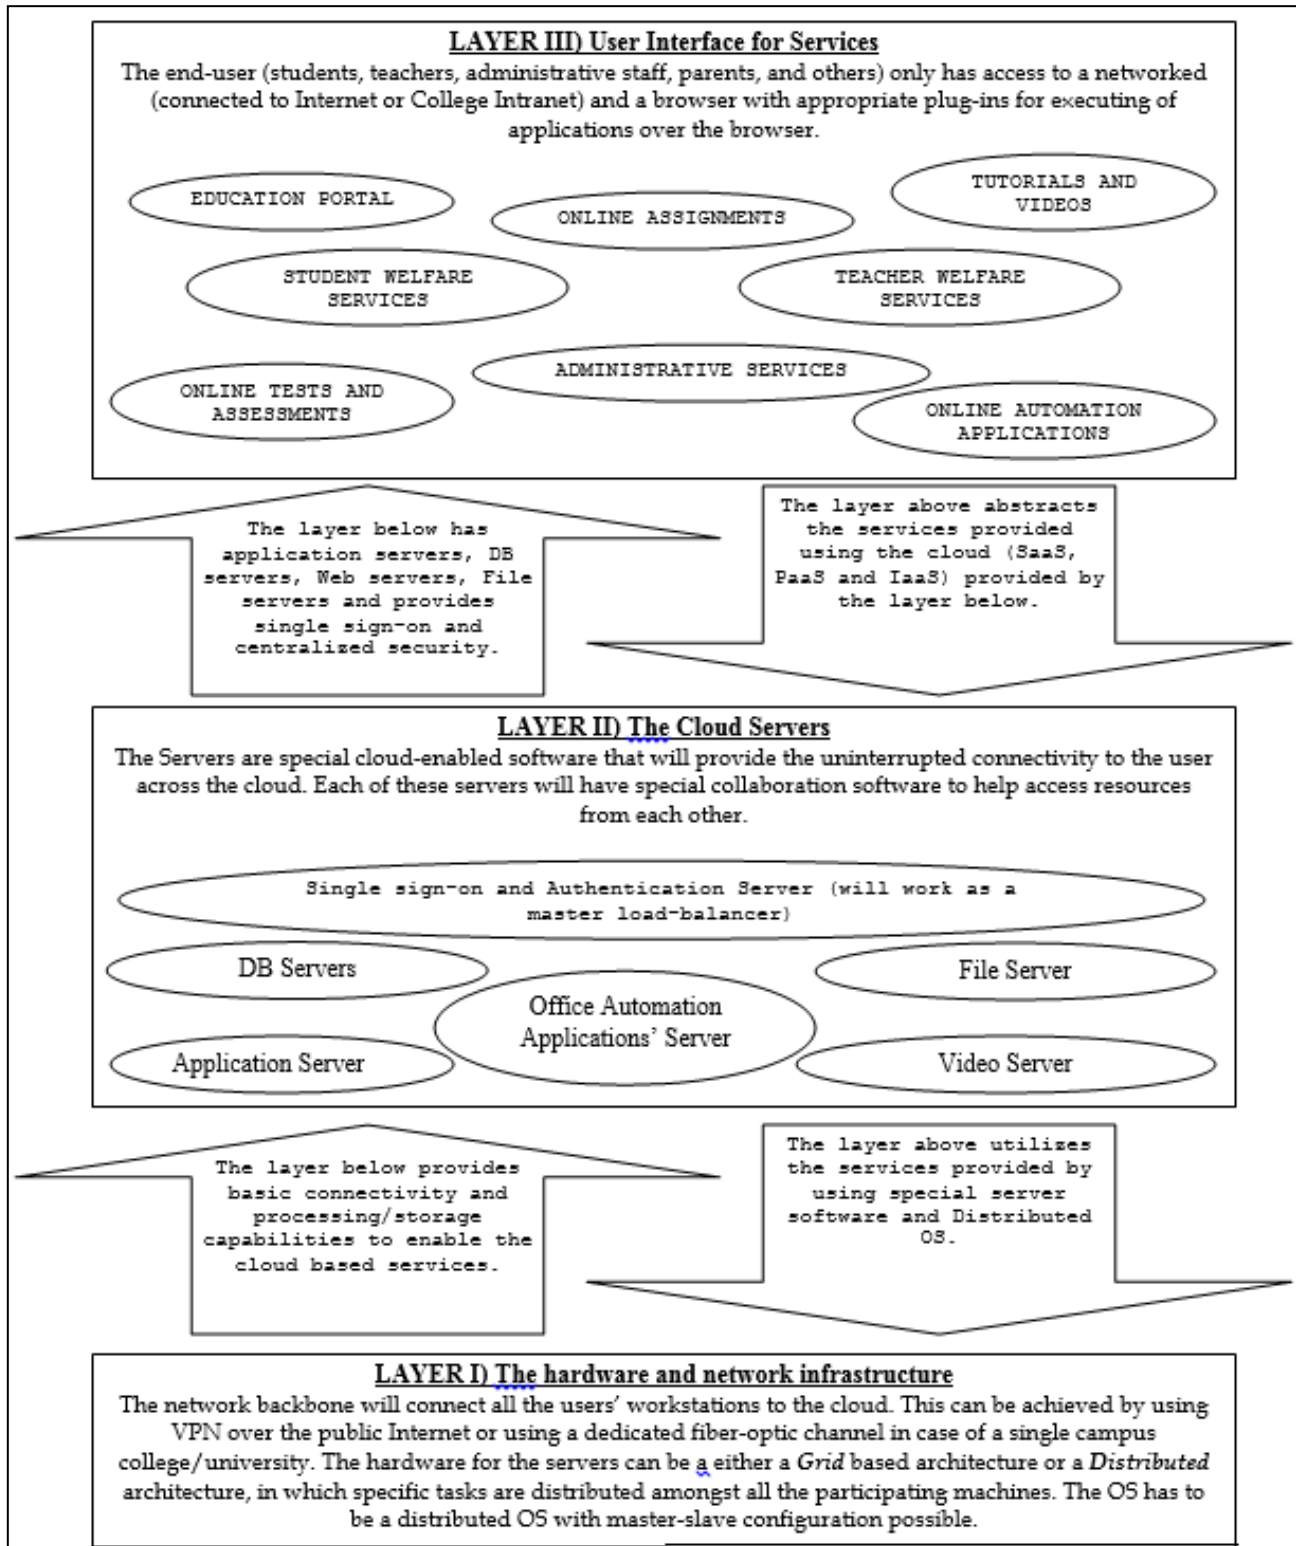 LAYER III) User Interface for Services
The end-user (students, teachers, administrative staff, parents, and others) only has access to a networked
(connected to Internet or College Intranet) and a browser with appropriate plug-ins for executing of
applications over the browser.
EDUCATION PORTAL
ONLINE ASSIGNMENTS
TUTORIALS AND
VIDEOS
STUDENT WELFARE
SERVICES
TEACHER WELFARE
SERVICES
ONLINE TESTS AND
ASSESSMENTS
ADMINISTRATIVE SERVICES
ONLINE AUTOMATION
APPLICATIONS
The layer below has
application servers, DB
servers, Web servers, File
servers and provides
single sign-on and
centralized security.
The layer above abstracts
the services provided
using the cloud (SaaS,
PaaS and IaaS) provided by
the layer below.
LAYER II) The Cloud Servers
The Servers are special cloud-enabled software that will provide the uninterrupted connectivity to the user
across the cloud. Each of these servers will have special collaboration software to help access resources
from each other.
Single sign-on and Authentication Server (will work as a
master load-balancer)
DB Servers
File Server
Office Automation
Applications' Server
Application Server
Video Server
The layer below provides
basic connectivity and
processing/storage
capabilities to enable the
cloud based services.
The layer above utilizes
the services provided by
using special server
software and Distributed
OS.
LAYER I) The hardware and network infrastructure
The network backbone will connect all the users' workstations to the cloud. This can be achieved by using
VPN over the public Internet or using a dedicated fiber-optic channel in case of a single campus
college/university. The hardware for the servers can be a either a Grid based architecture or a Distributed
architecture, in which specific tasks are distributed amongst all the participating machines. The OS has to
be a distributed OS with master-slave configuration possible.